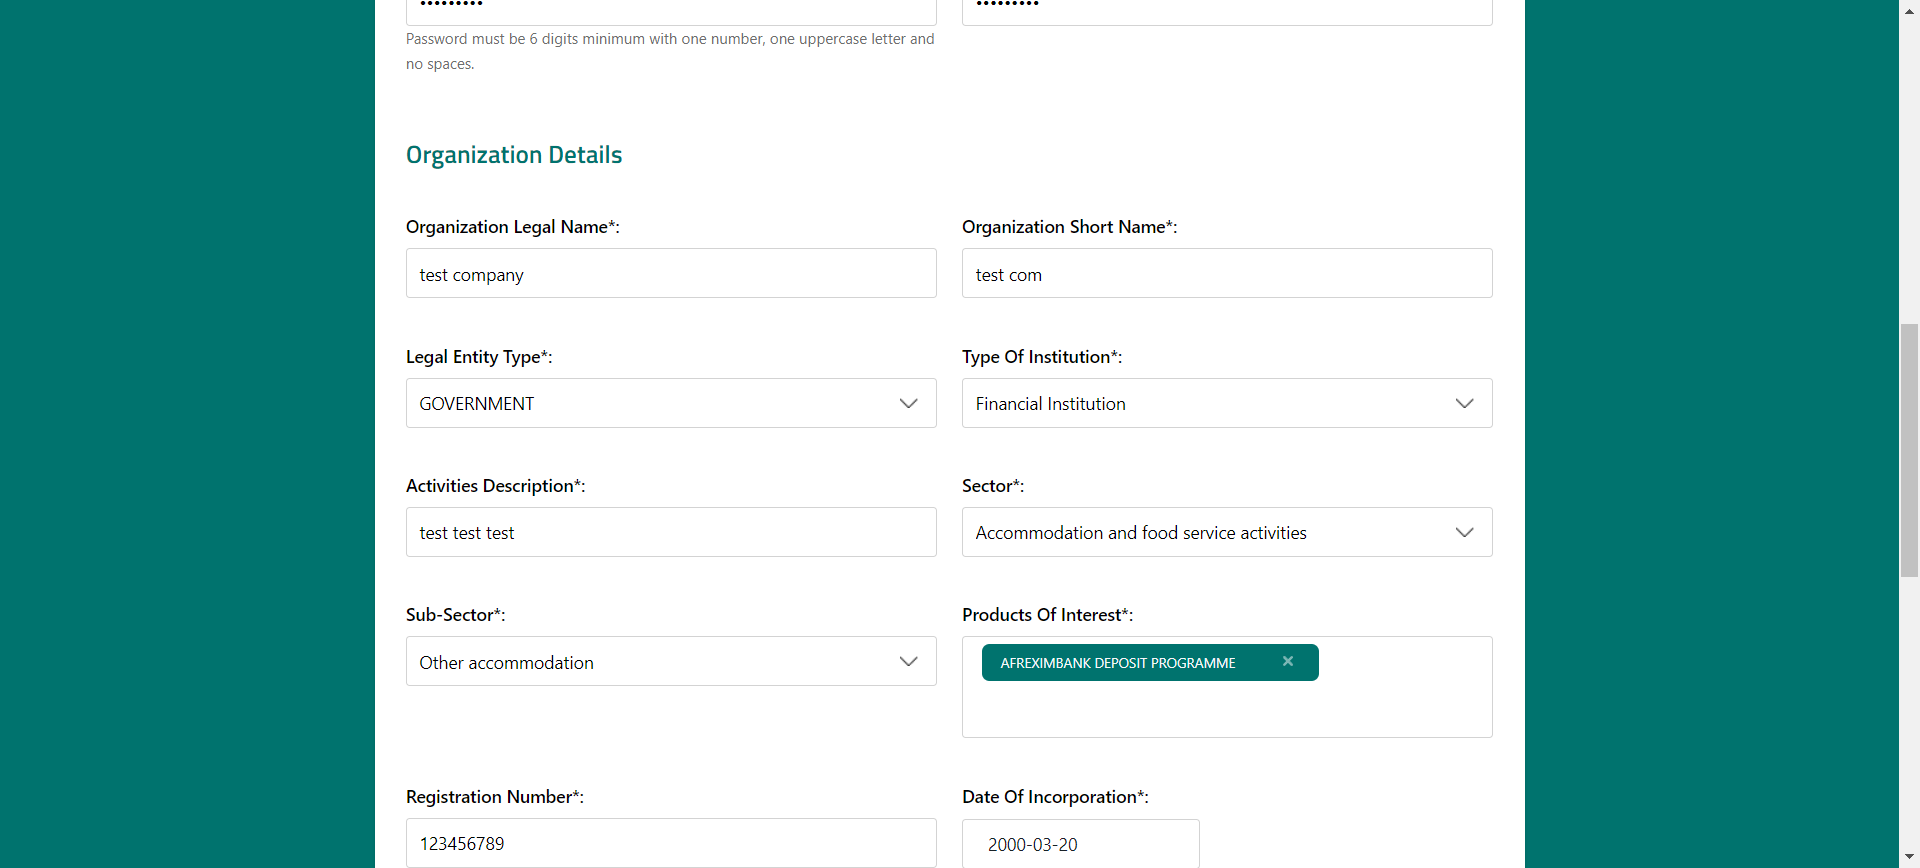 Password must be 6 digits minimum with one number, one uppercase letter and
no spaces.
Organization Details
Organization Legal Name*:
Organization Short Name*:
test company
test com
Legal Entity Type*:
Type Of Institution*:
GOVERNMENT
Financial Institution
Activities Description*:
Sector*:
test test test
Accommodation and food service activities
Sub-Sector*:
Products Of Interest*:
Other accommodation
AFREXIMBANK DEPOSIT PROGRAMME
Registration Number*:
Date Of Incorporation*:
123456789
2000-03-20